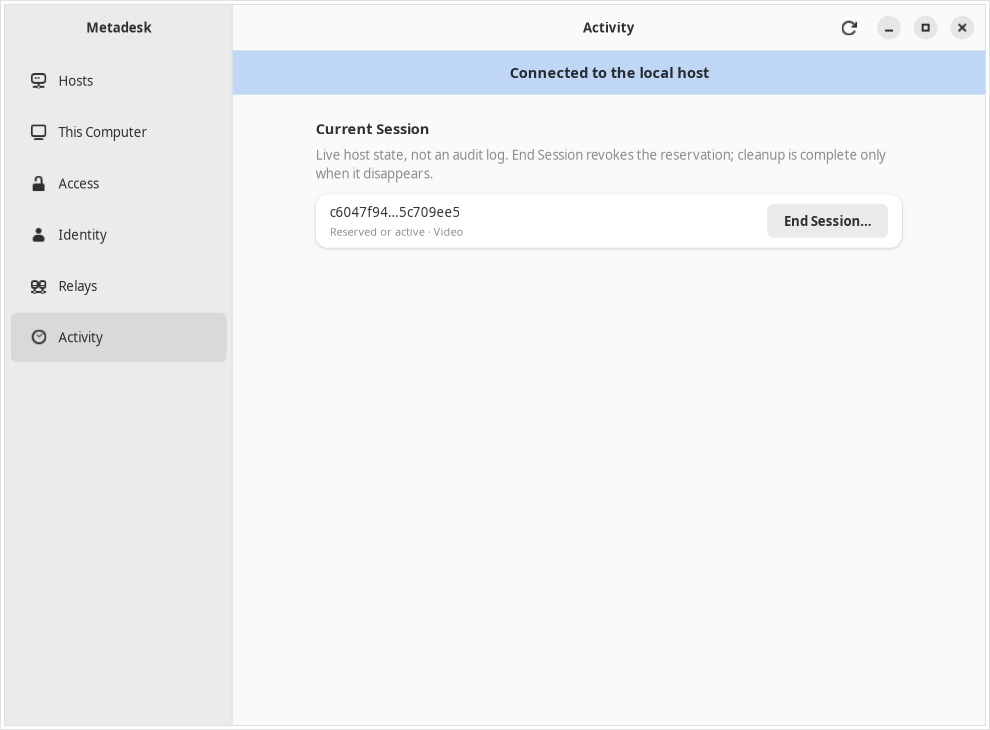 Metadesk
Activity
Hosts
This Computer
Access
Identity
Relays
Activity
Connected to the local host
Current Session
Live host state, not an audit log. End Session revokes the reservation; cleanup is complete only
when it disappears.
c6047f94…5c709ee5
Reserved or active · Video
End Session…